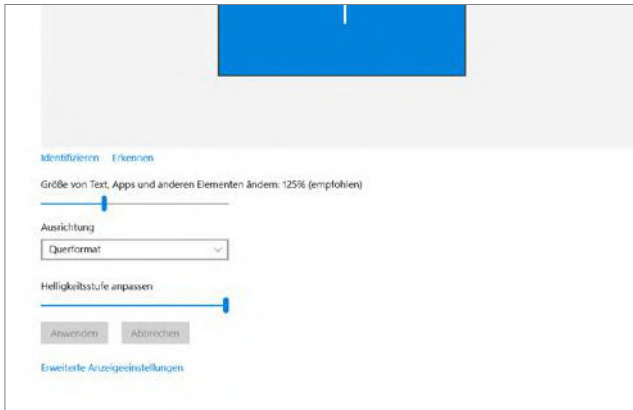 Identifizieren Erkennen
Größe von Text, Apps und anderen Elementen ändern: 125% (empfohlen)
Ausrichtung
Querformat
Helligkeitsstufe anpassen
Anwenden Abbrechen
Erweiterte Anzeigeeinstellungen